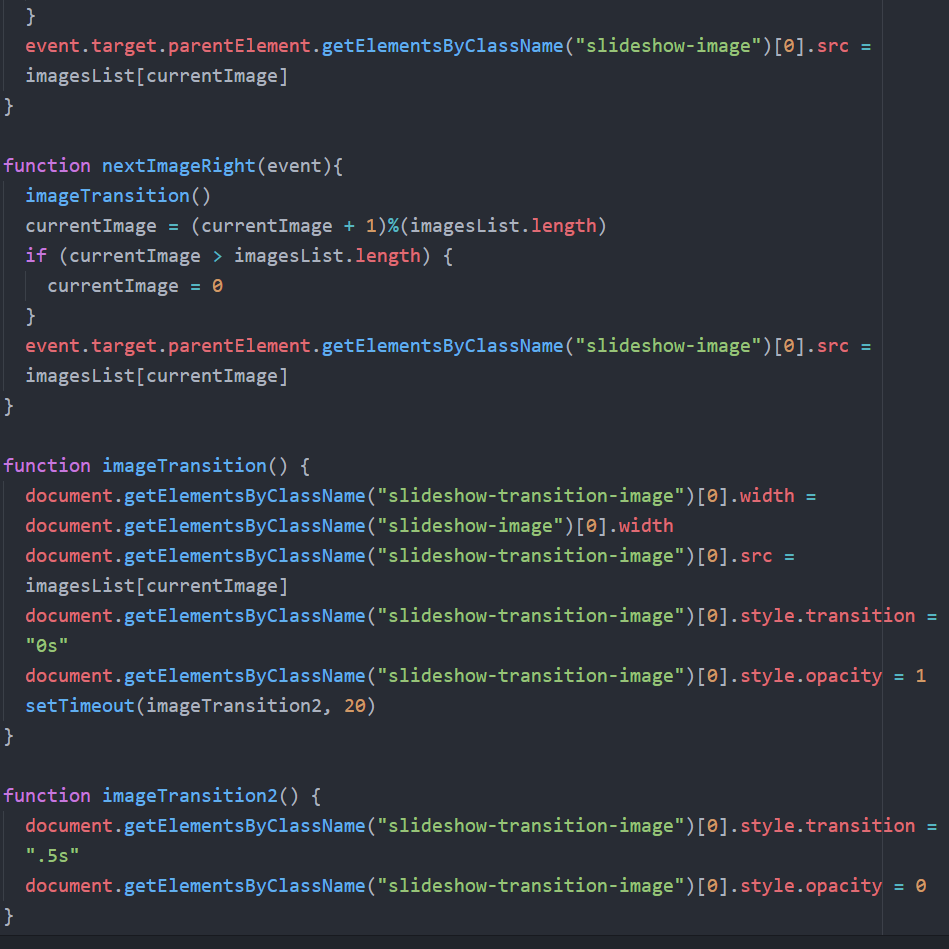 }
event.target.parentElement.getElementsByClassName("slideshow-image")[0].src =
imagesList[currentImage]
}
function nextImageRight(event){
imageTransition()
currentImage = (currentImage + 1)%(imagesList.length)
if (currentImage > imagesList.length) {
currentImage = 0
}
event.target.parentElement.getElementsByClassName("slideshow-image")[0].src =
imagesList[currentImage]
}
function imageTransition() {
document.getElementsByClassName("slideshow-transition-image")[0].width =
document.getElementsByClassName("slideshow-image")[0].width
document.getElementsByClassName("slideshow-transition-image")[0].src =
imagesList[currentImage]
document.getElementsByClassName("slideshow-transition-image")[0].style.transition =
"0s"
document.getElementsByClassName("slideshow-transition-image")[0].style.opacity = 1
setTimeout(imageTransition2, 20)
}
function imageTransition2() {
document.getElementsByClassName("slideshow-transition-image")[0].style.transition =
".5s"
document.getElementsByClassName("slideshow-transition-image")[0].style.opacity = 0
}